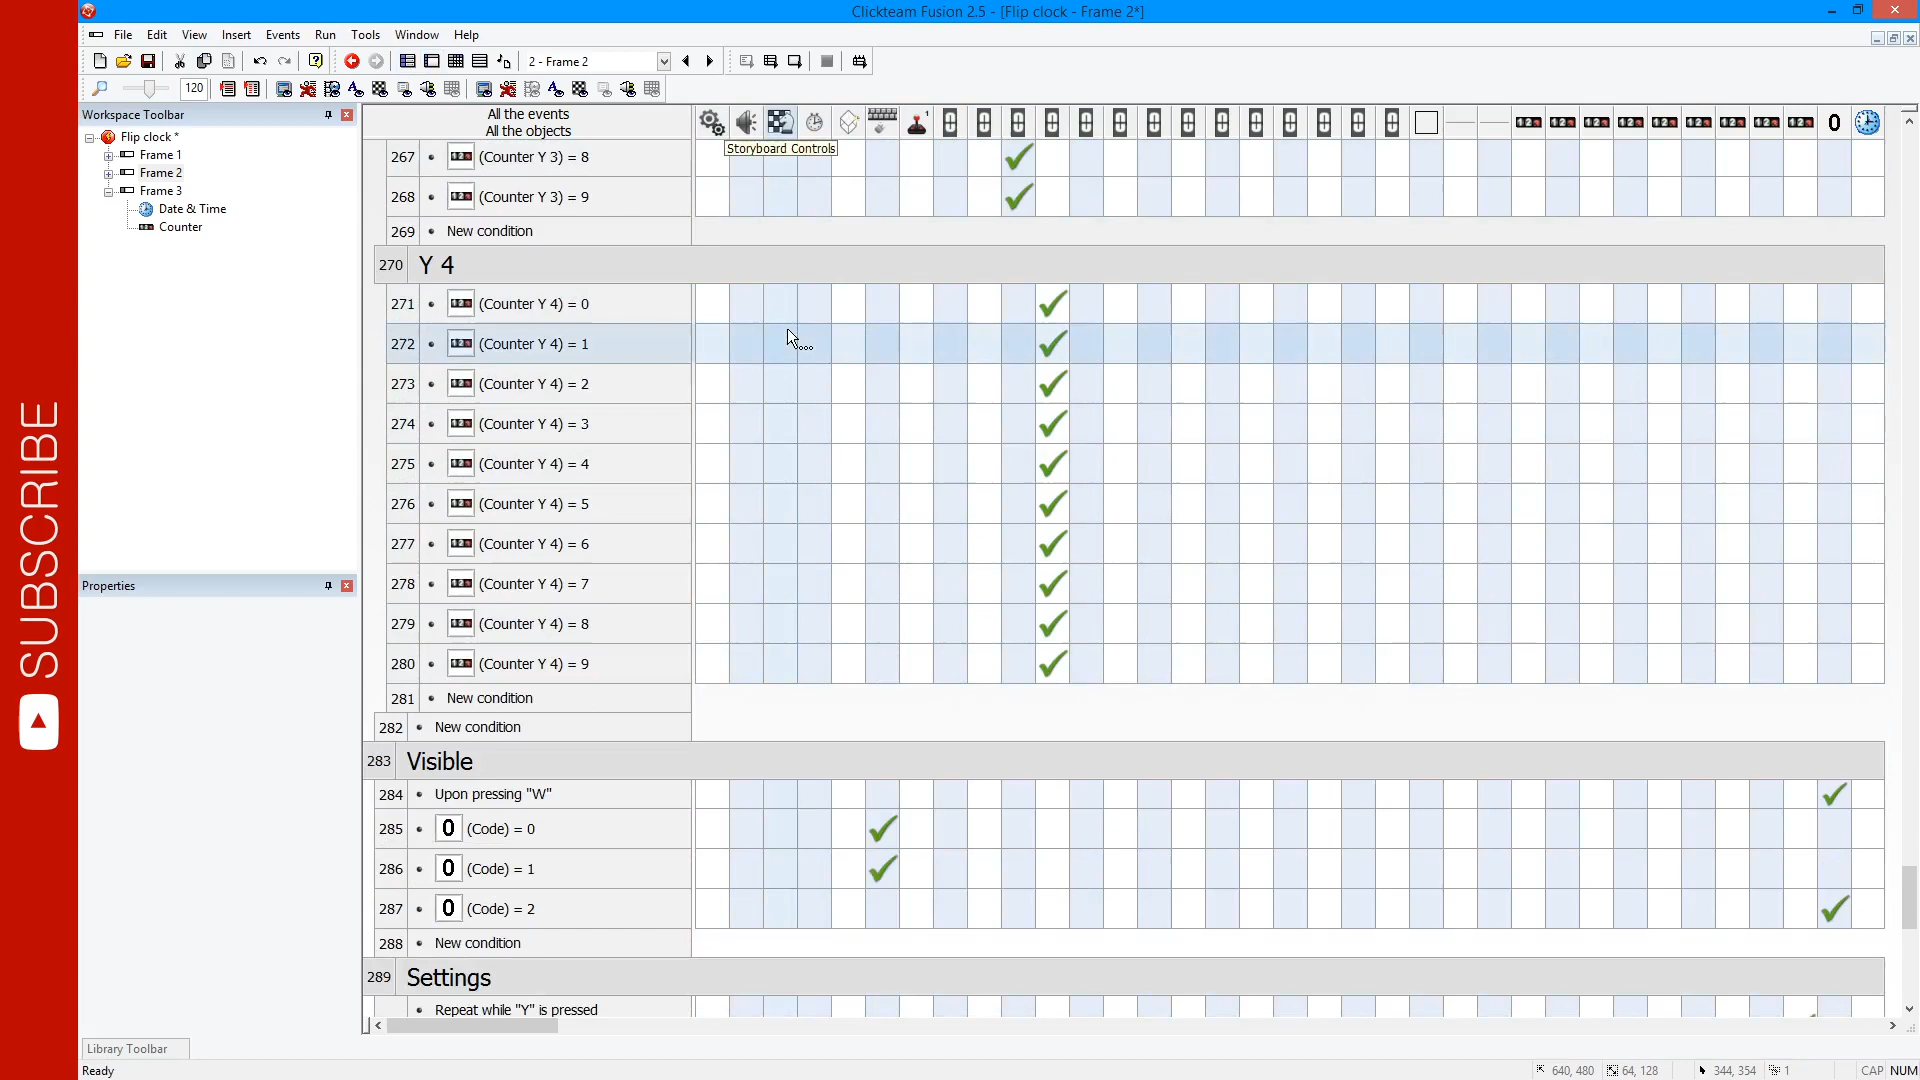 Clickteam Fusion 2.5 - [Flip clock - Frame 2*]
File Edit View Insert Events Run Tools Window Help
2 - Frame 2
120
Workspace Toolbar
Flip clock *
Frame 1
Frame 2
Frame 3
Date & Time
Counter
Properties
Library Toolbar
All the events
All the objects
Storyboard Controls
267 • (Counter Y 3) = 8
268 • (Counter Y 3) = 9
269 • New condition
270 Y 4
271 • (Counter Y 4) = 0
272 • (Counter Y 4) = 1
273 • (Counter Y 4) = 2
274 • (Counter Y 4) = 3
275 • (Counter Y 4) = 4
276 • (Counter Y 4) = 5
277 • (Counter Y 4) = 6
278 • (Counter Y 4) = 7
279 • (Counter Y 4) = 8
280 • (Counter Y 4) = 9
281 • New condition
282 • New condition
283 Visible
284 • Upon pressing "W"
285 • 0 (Code) = 0
286 • 0 (Code) = 1
287 • 0 (Code) = 2
288 • New condition
289 Settings
• Repeat while "Y" is pressed
Ready
640, 480 64, 128 344, 354 1 CAP NUM
SUBSCRIBE